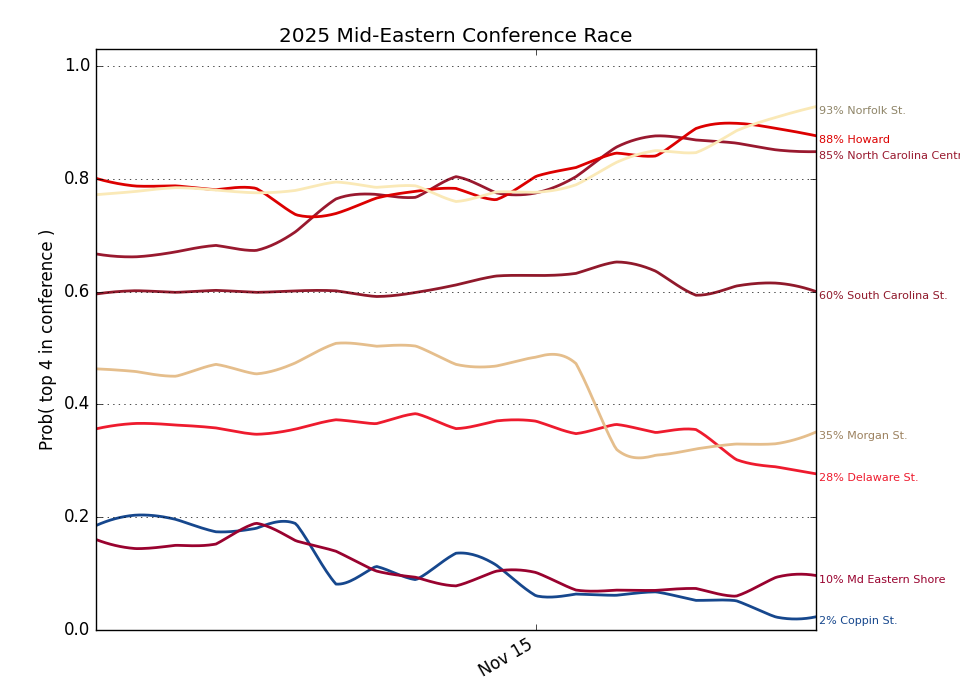 2025 Mid-Eastern Conference Race
Prob( top 4 in conference )
1.0
0.8
0.6
0.4
0.2
0.0
Nov 15
93% Norfolk St.
88% Howard
85% North Carolina Centr
60% South Carolina St.
35% Morgan St.
28% Delaware St.
10% Md Eastern Shore
2% Coppin St.